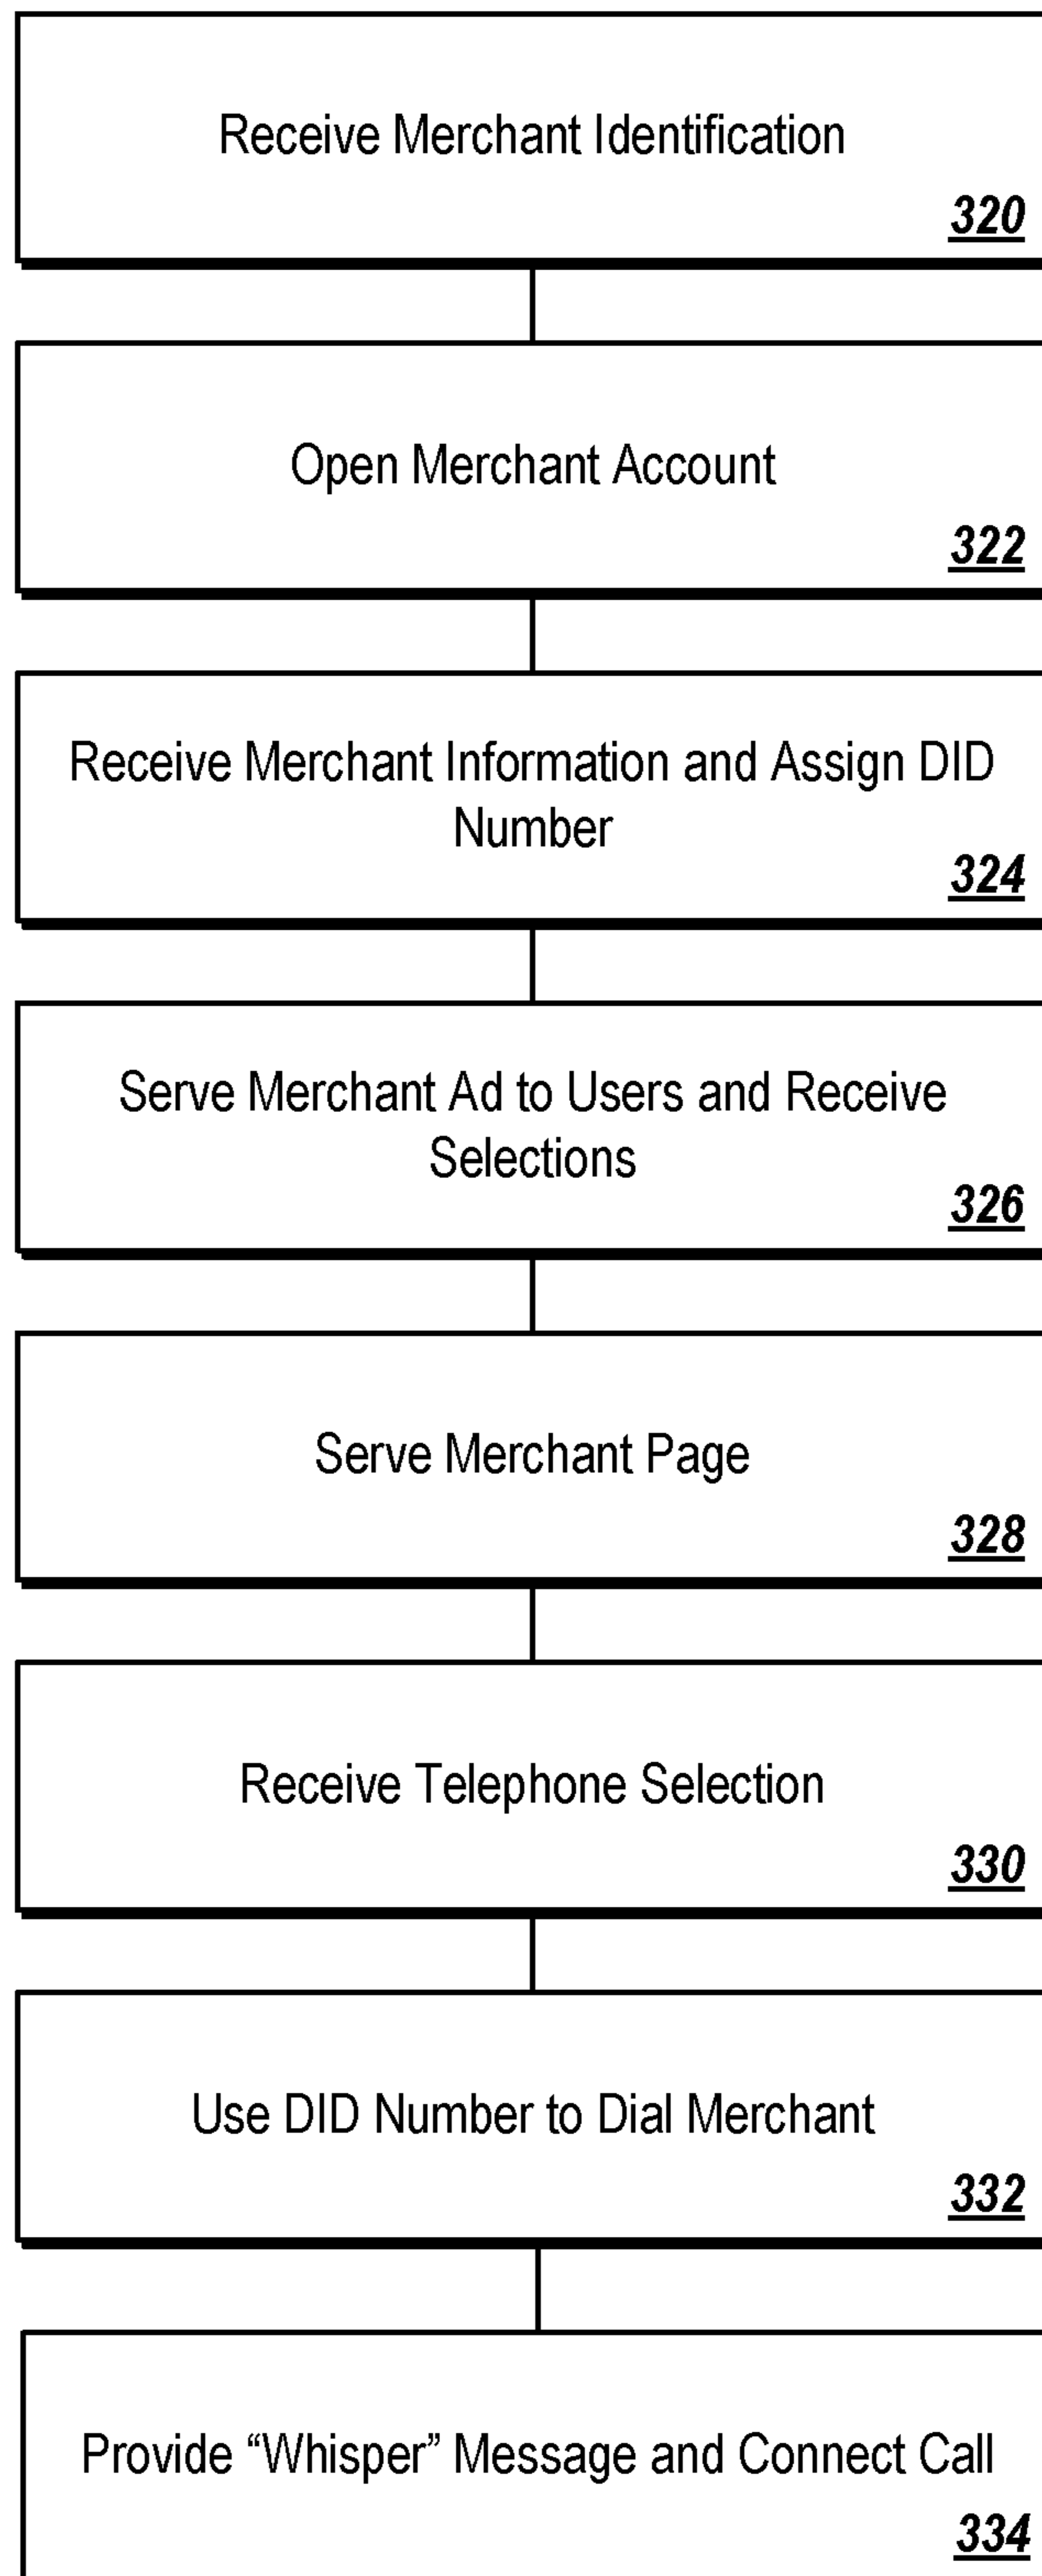 Receive Merchant Identification
320
Open Merchant Account
322
Receive Merchant Information and Assign DID
Number
324
Serve Merchant Ad to Users and Receive
Selections
326
Serve Merchant Page
328
Receive Telephone Selection
330
Use DID Number to Dial Merchant
332
Provide “Whisper” Message and Connect Call
334